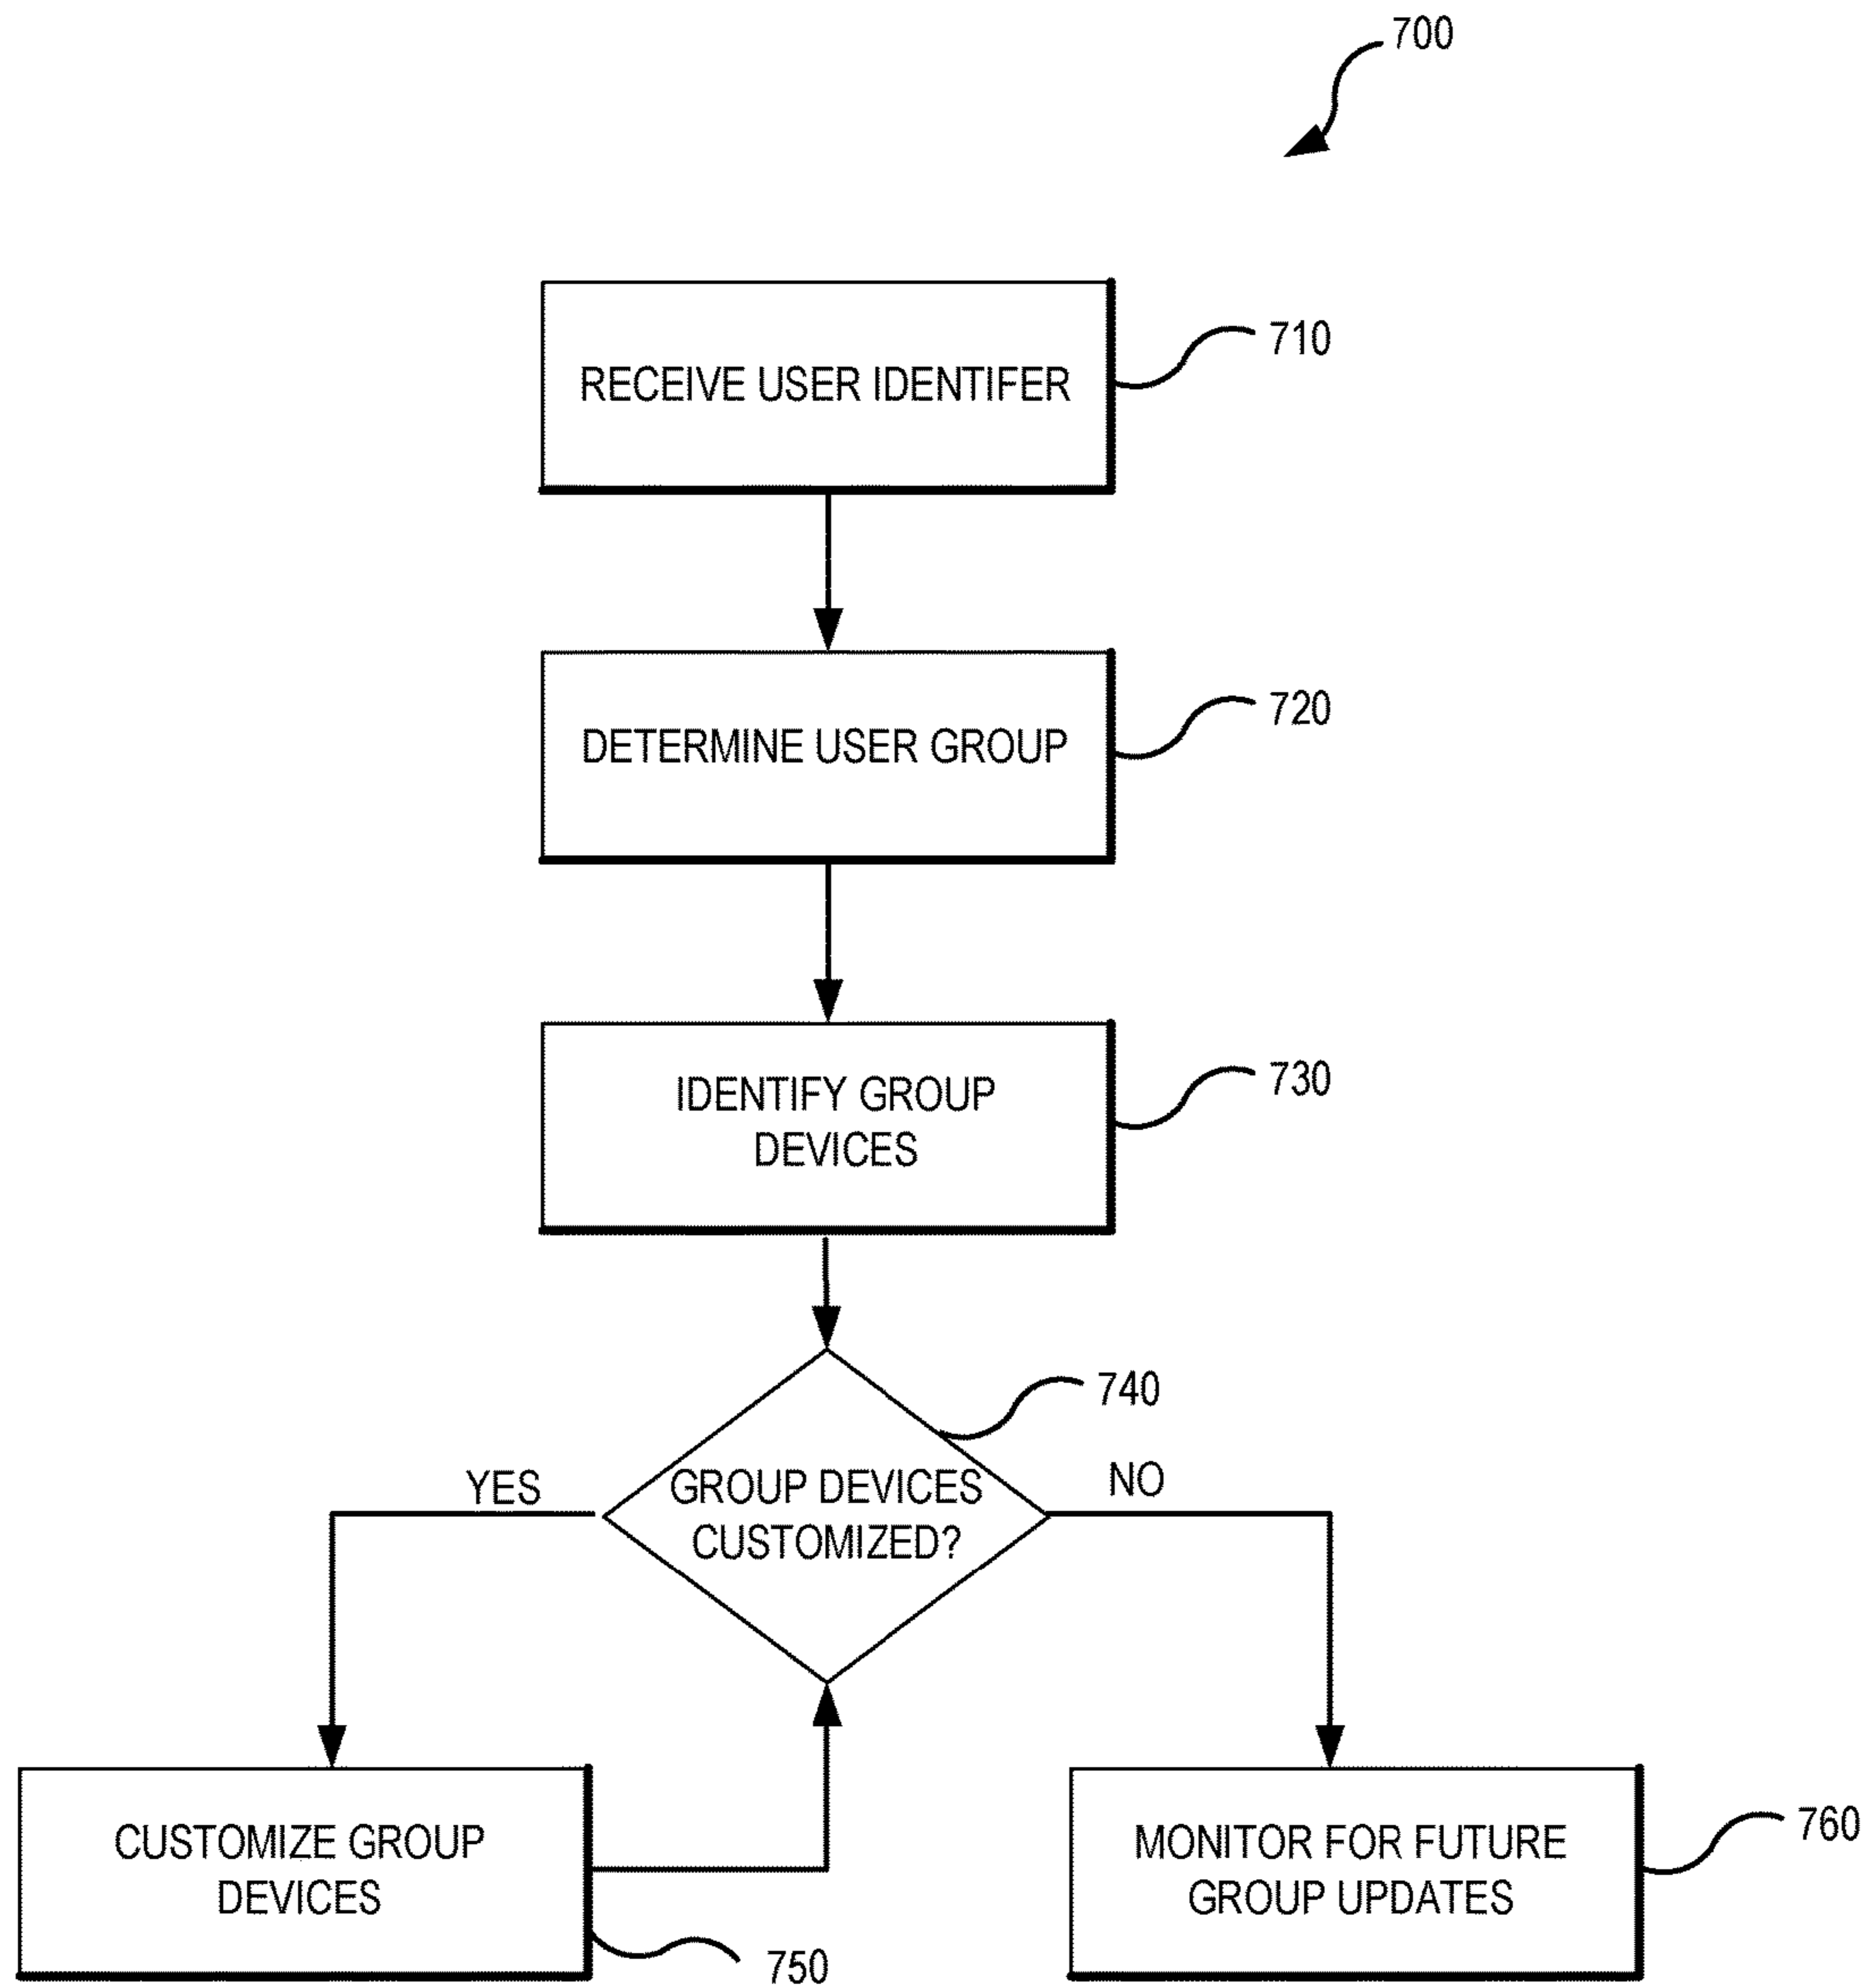 700
RECEIVE USER IDENTIFER
710
DETERMINE USER GROUP
720
IDENTIFY GROUP
DEVICES
730
740
YES
GROUP DEVICES
CUSTOMIZED?
NO
CUSTOMIZE GROUP
DEVICES
750
MONITOR FOR FUTURE
GROUP UPDATES
760